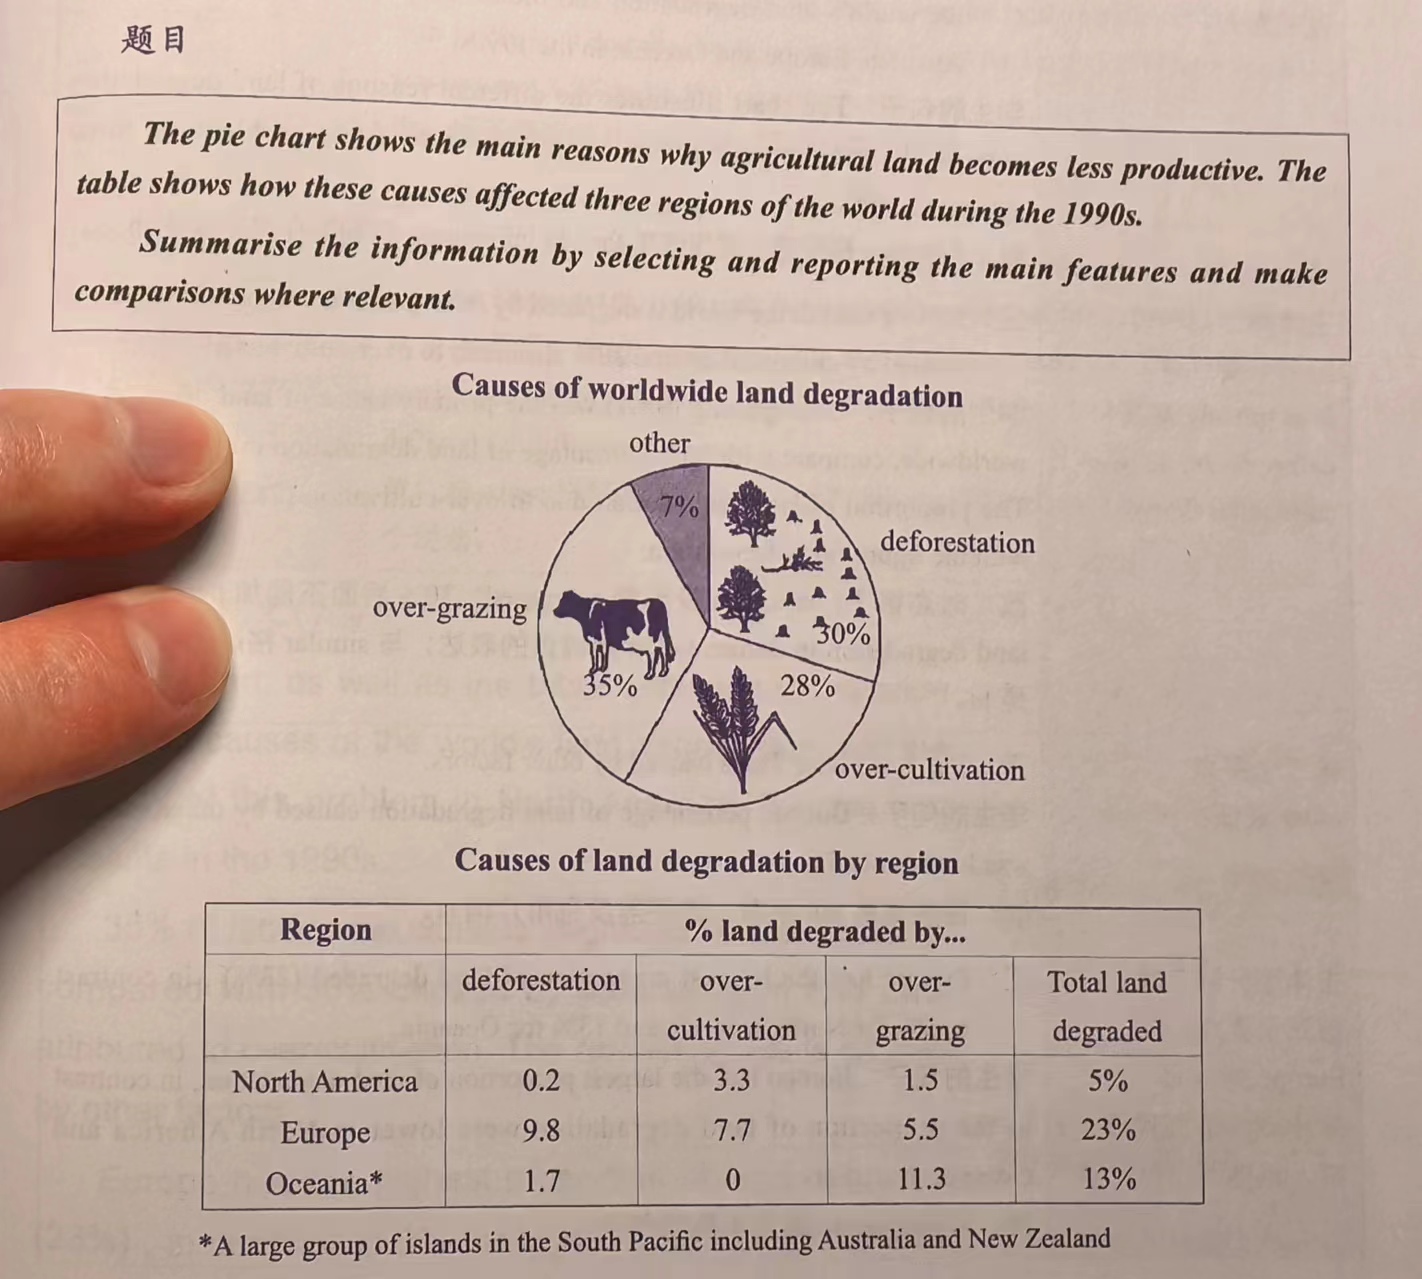 题目
The pie chart shows the main reasons why agricultural land becomes less productive. The
table shows how these causes affected three regions of the world during the 1990s.
Summarise the information by selecting and reporting the main features and make
comparisons where relevant.
Causes of worldwide land degradation
other
7%
deforestation
30%
over-grazing
35%
28%
over-cultivation
Causes of land degradation by region
Region % land degraded by...
deforestation over- over- Total land
cultivation grazing degraded
North America 0.2 3.3 1.5 5%
Europe 9.8 7.7 5.5 23%
Oceania* 1.7 0 11.3 13%
*A large group of islands in the South Pacific including Australia and New Zealand